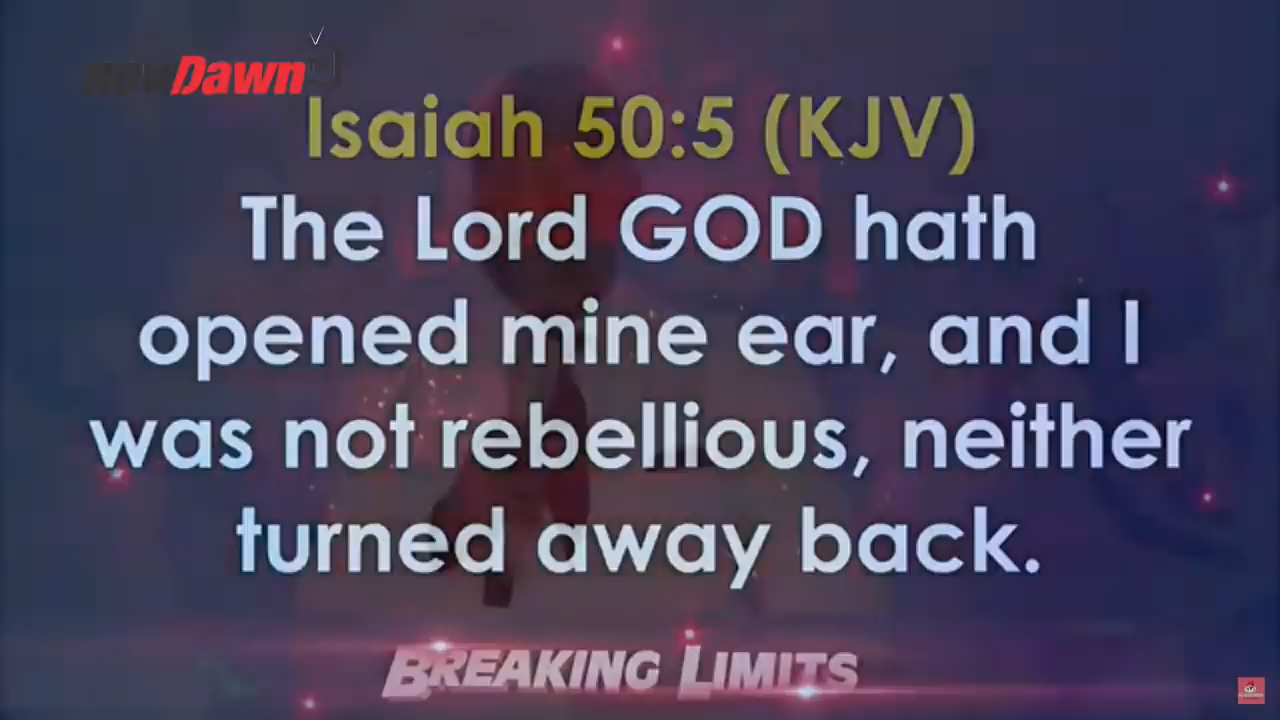 newDawn
Isaiah 50:5 (KJV)
The Lord GOD hath
opened mine ear, and I
was not rebellious, neither
turned away back.
BREAKING LIMITS